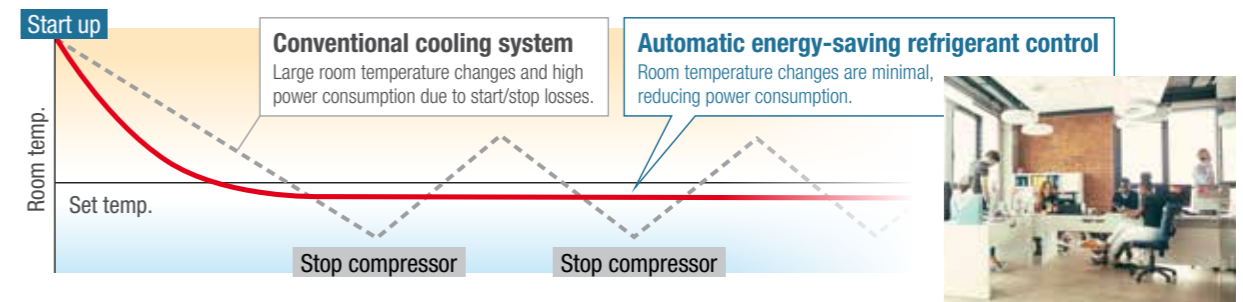 Start up
Conventional cooling system
Large room temperature changes and high
power consumption due to start/stop losses.
Automatic energy-saving refrigerant control
Room temperature changes are minimal,
reducing power consumption.
Room temp.
Set temp.
Stop compressor
Stop compressor